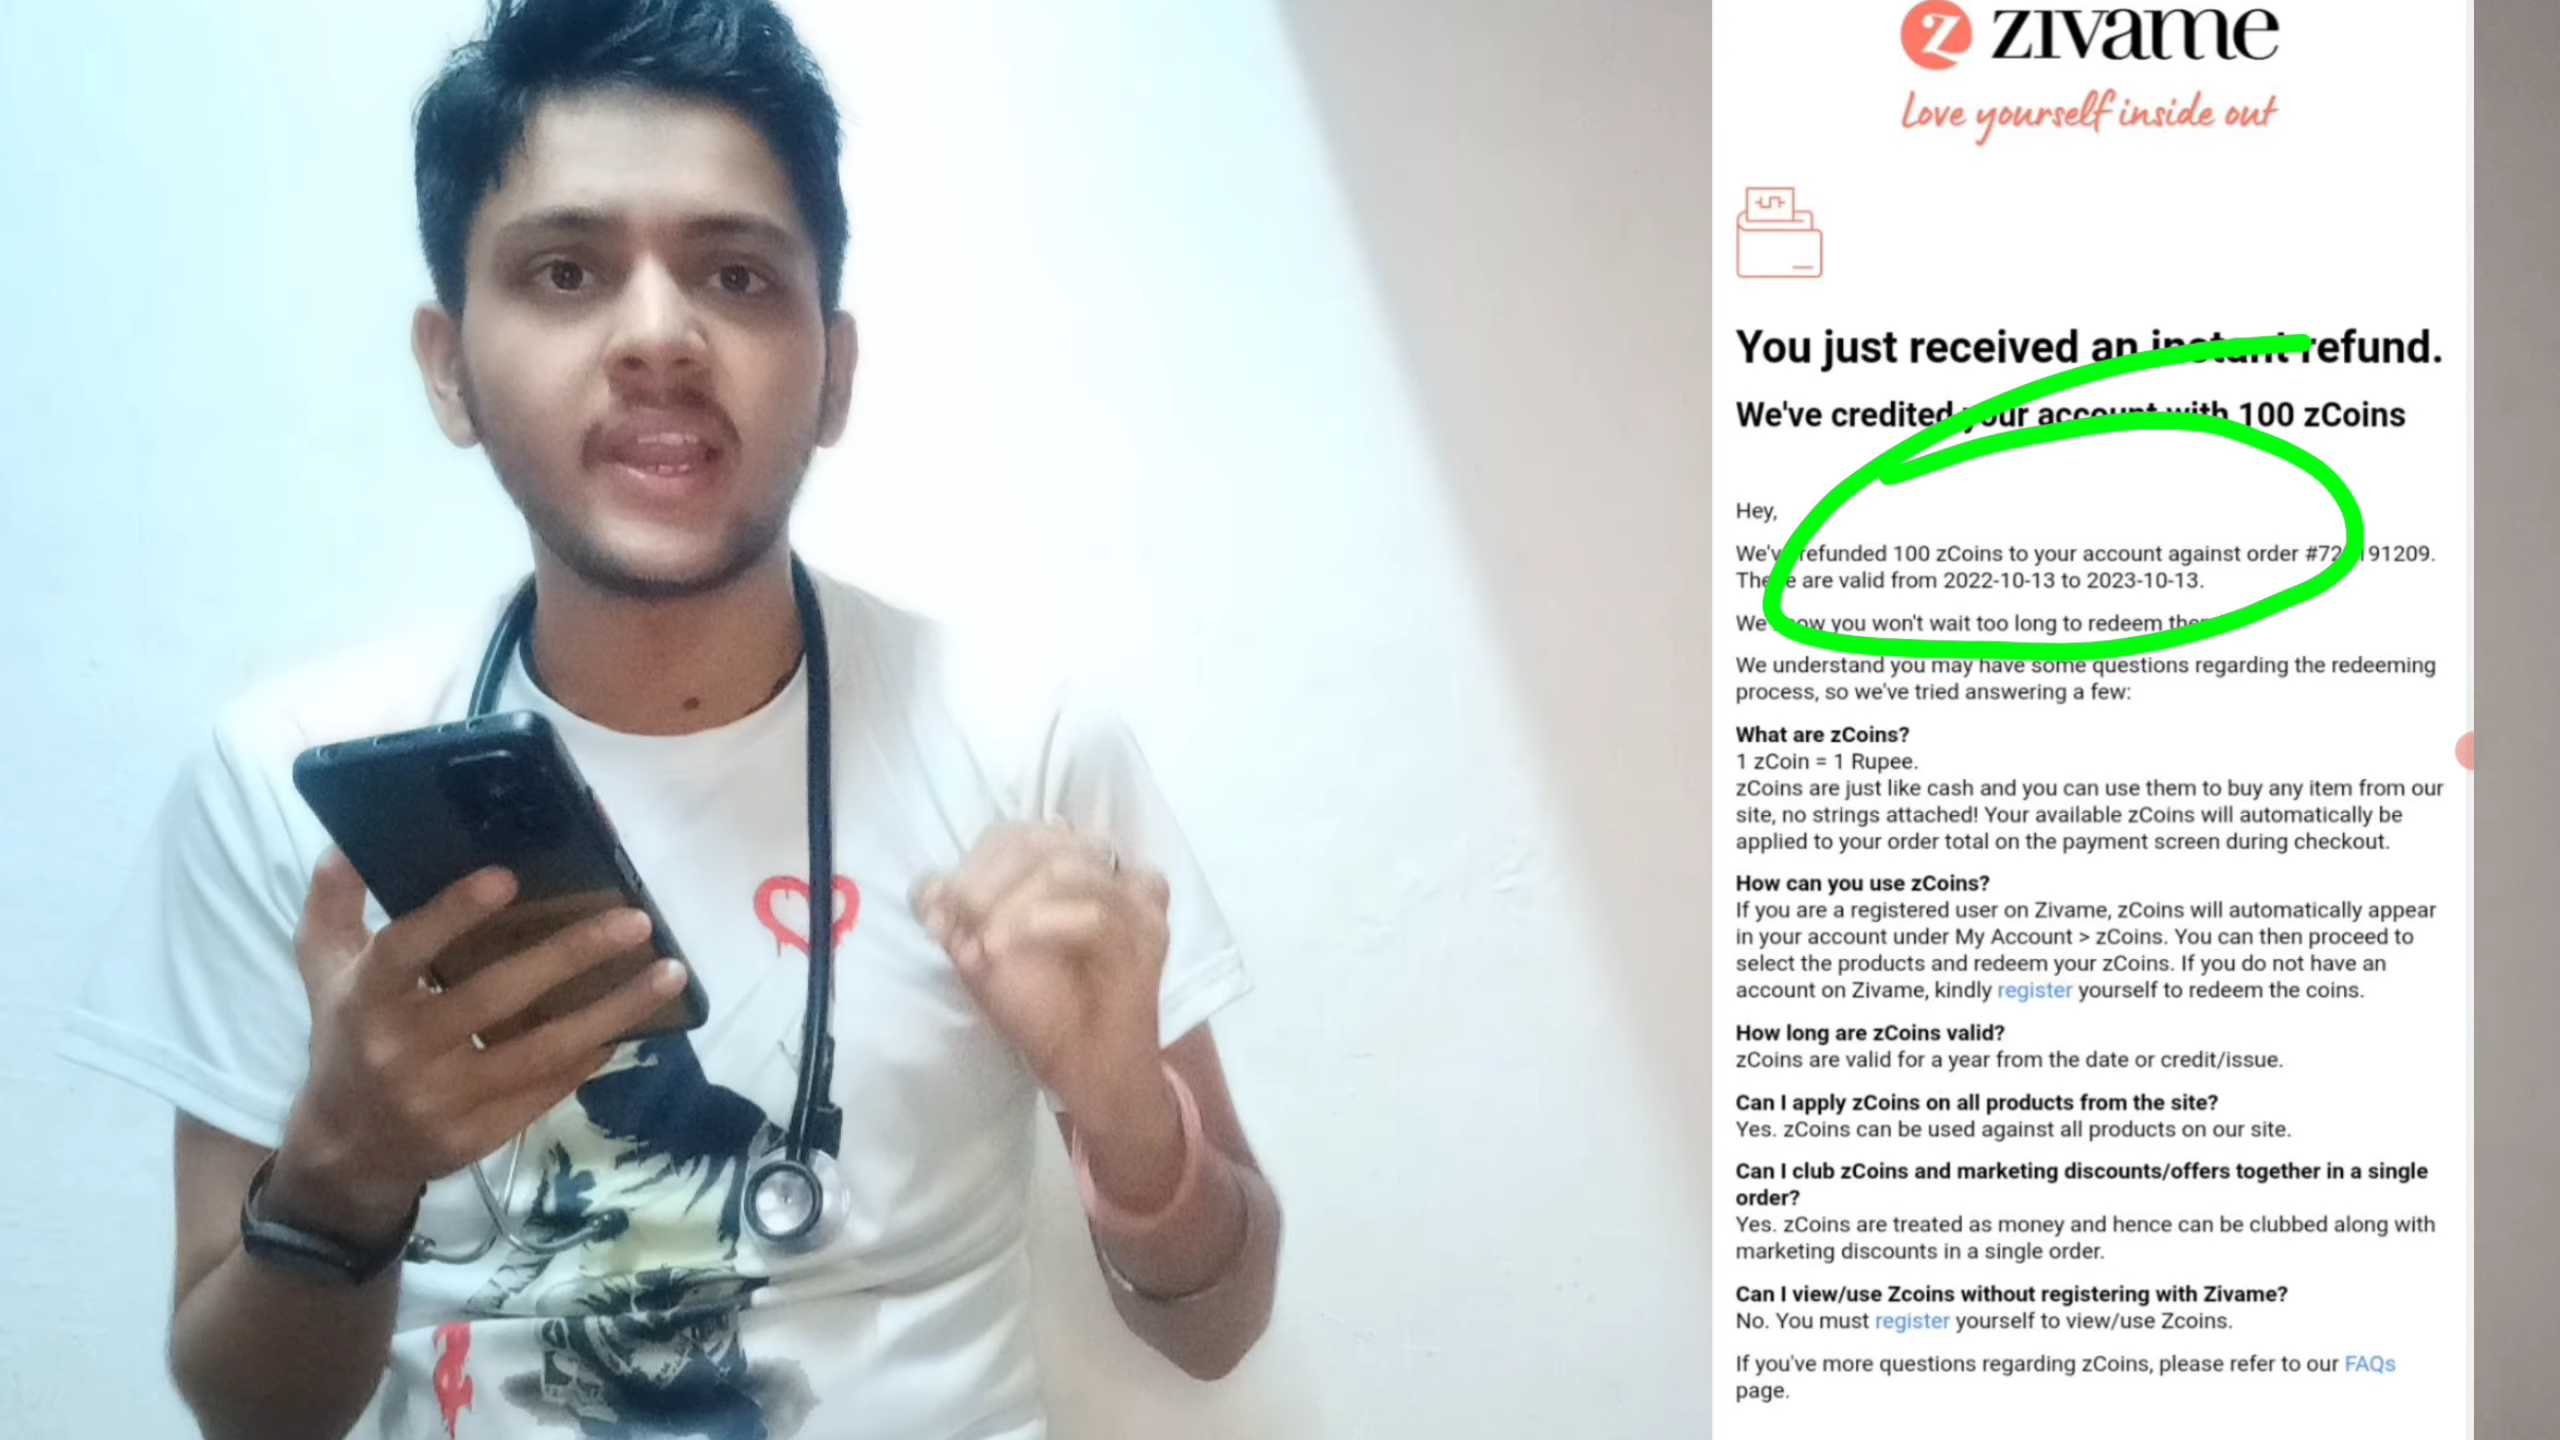 zivame
Love yourself inside out
You just received an instant refund.
We've credited your account with 100 zCoins
Hey,
We've refunded 100 zCoins to your account against order 91209.
These are valid from 2022-10-13 to 2023-10-13.
We know you won't wait too long to redeem
We understand you may have some questions regarding the redeeming
process, so we've tried answering a few:
What are zCoins?
1 zCoin = 1 Rupee.
zCoins are just like cash and you can use them to buy any item from our
site, no strings attached! Your available zCoins will automatically be
applied to your order total on the payment screen during checkout.
How can you use zCoins?
If you are a registered user on Zivame, zCoins will automatically appear
in your account under My Account > zCoins. You can then proceed to
select the products and redeem your zCoins. If you do not have an
account on Zivame, kindly register yourself to redeem the coins.
How long are zCoins valid?
zCoins are valid for a year from the date or credit/issue.
Can I apply zCoins on all products from the site?
Yes. zCoins can be used against all products on our site.
Can I club zCoins and marketing discounts/offers together in a single
order?
Yes. zCoins are treated as money and hence can be clubbed along with
marketing discounts in a single order.
Can I view/use Zcoins without registering with Zivame?
No. You must register yourself to view/use Zcoins.
If you've more questions regarding zCoins, please refer to our FAQs
page.